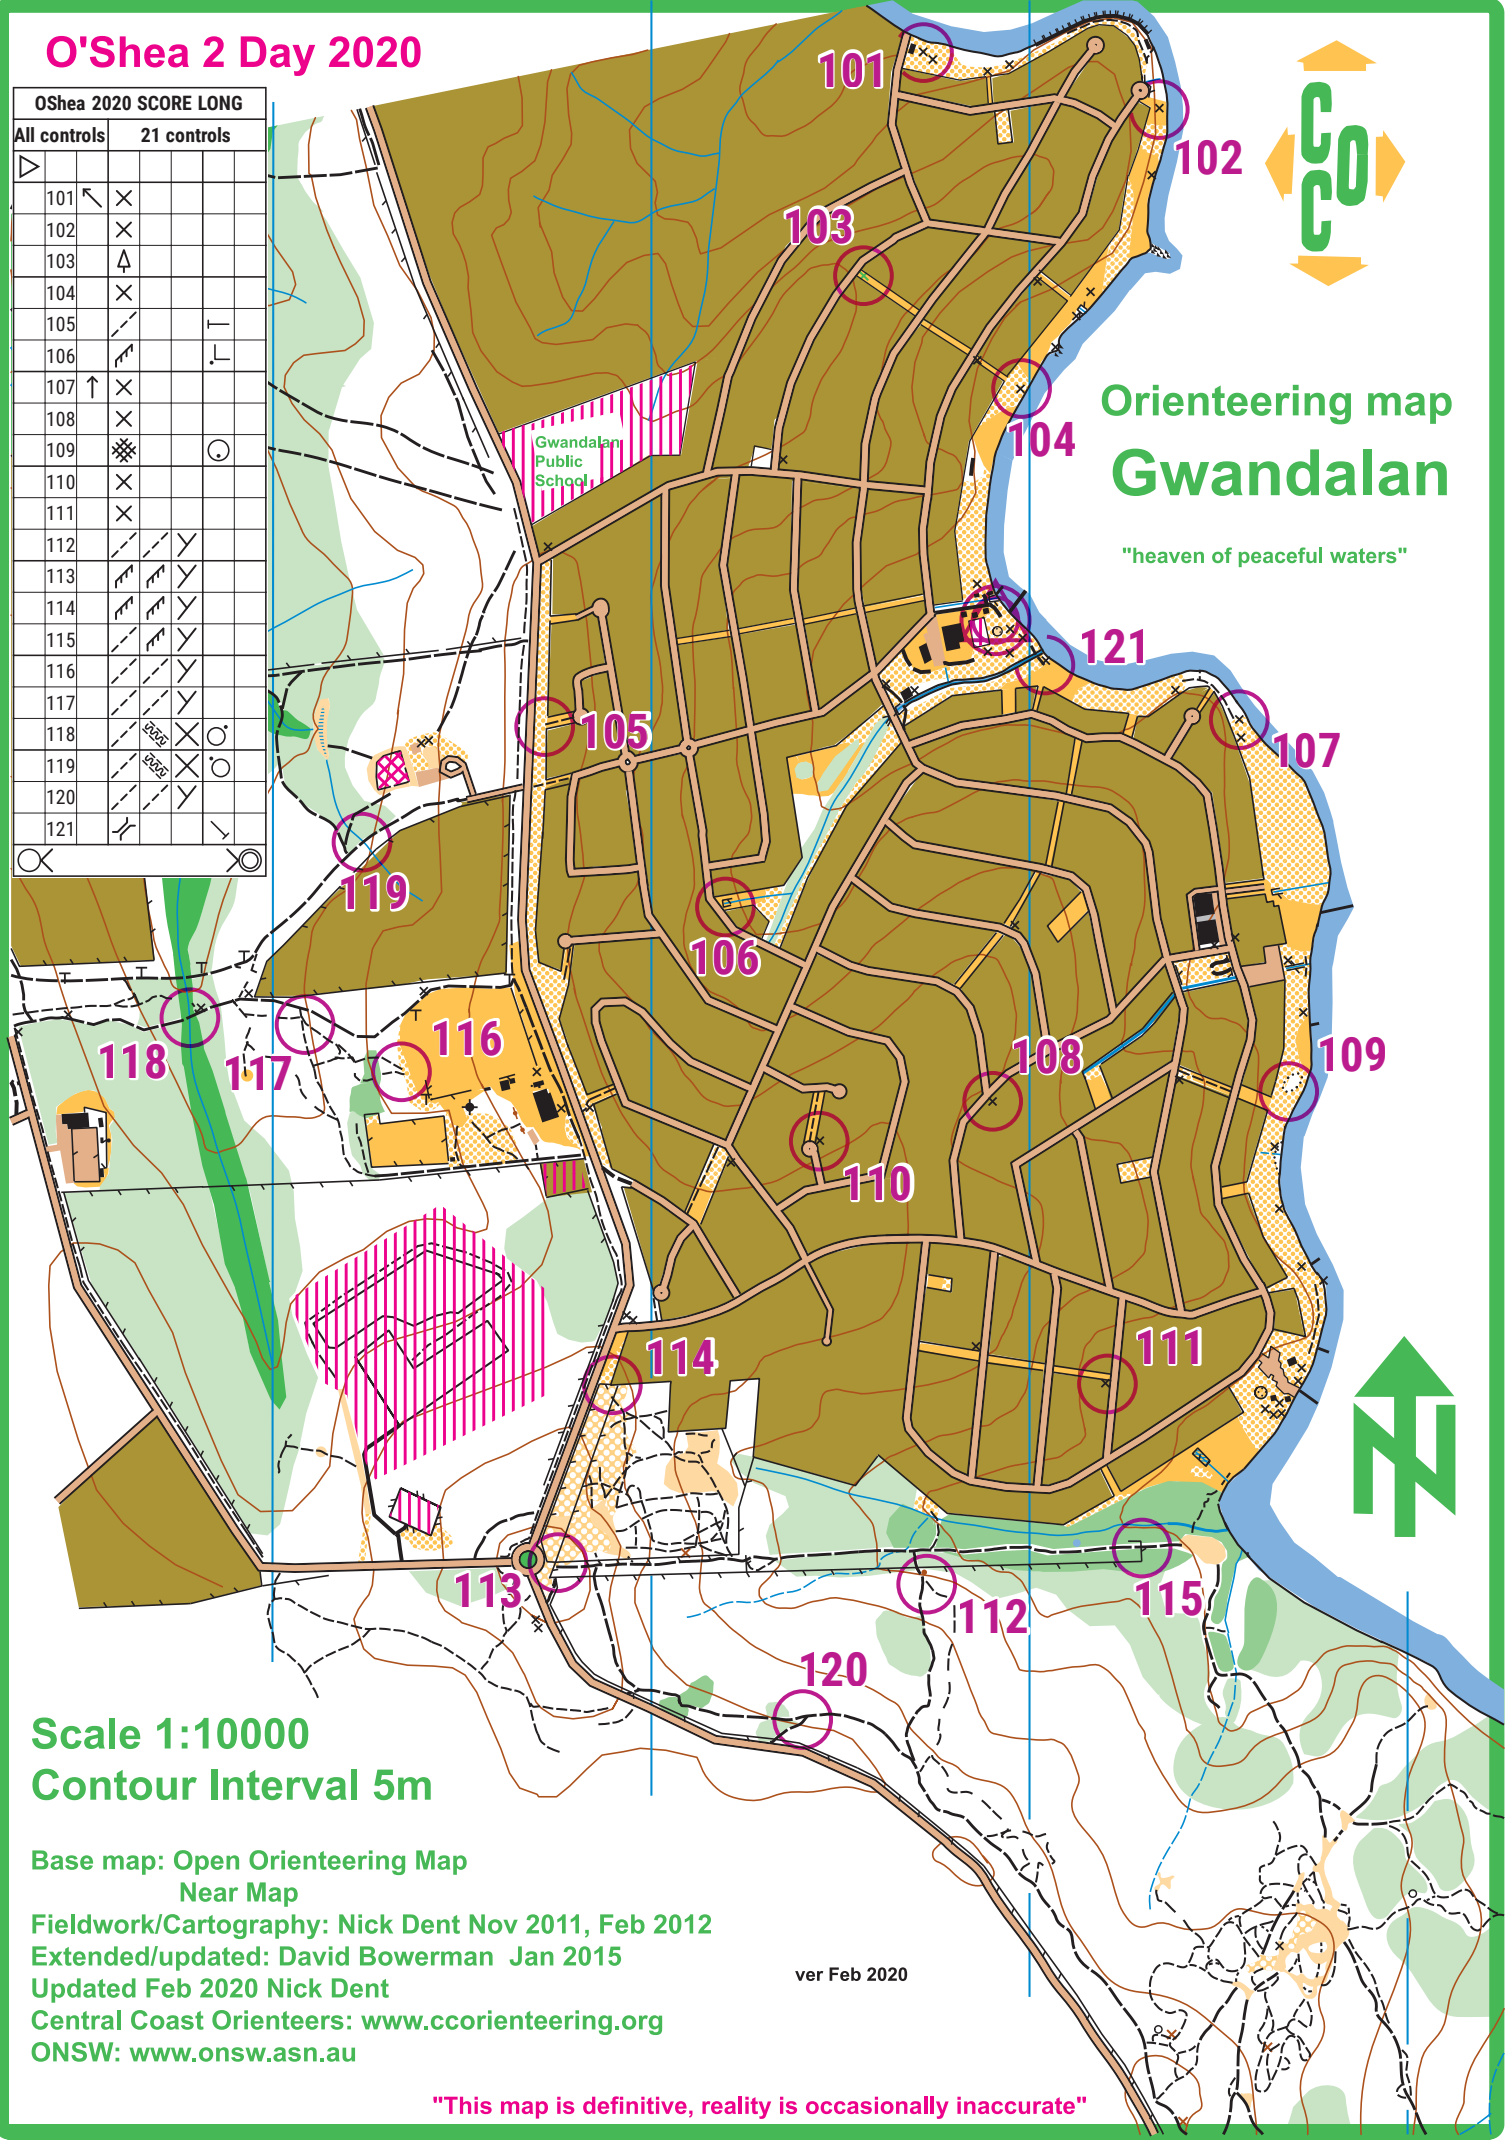 O'Shea 2 Day 2020
OShea 2020 SCORE LONG
All controls 21 controls
101
102
103
104
105
106
107
108
109
110
111
112
113
114
115
116
117
118
119
120
121
101
102
103
104
Gwandalan
Public
School
COC
Orienteering map
Gwandalan
"heaven of peaceful waters"
121
105
107
119
106
118
117
116
108
109
110
114
111
113
112
115
120
N
Scale 1:10000
Contour Interval 5m
Base map: Open Orienteering Map
Near Map
Fieldwork/Cartography: Nick Dent Nov 2011, Feb 2012
Extended/updated: David Bowerman Jan 2015
Updated Feb 2020 Nick Dent
Central Coast Orienteers: www.ccorienteering.org
ONSW: www.onsw.asn.au
ver Feb 2020
"This map is definitive, reality is occasionally inaccurate"